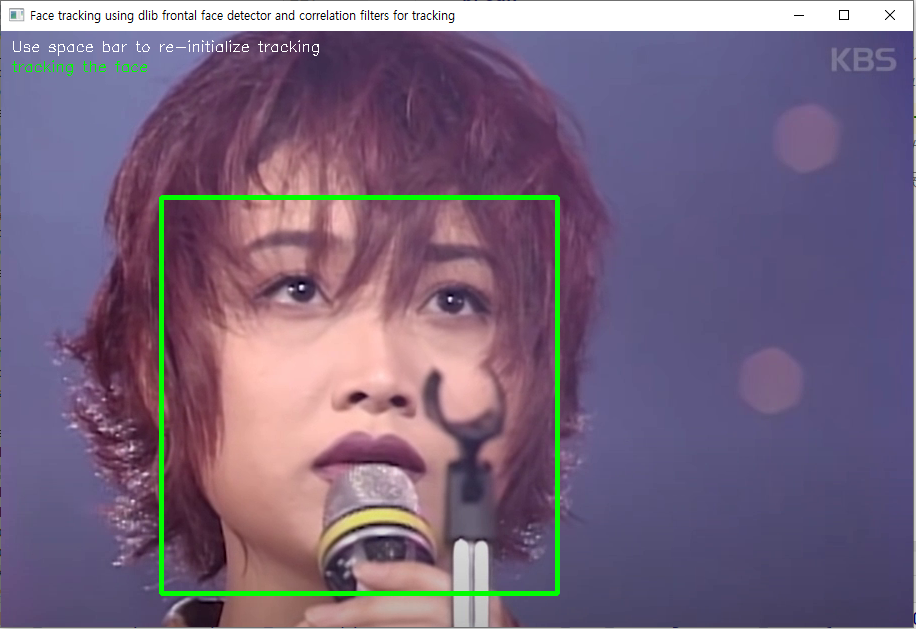 Face tracking using dlib frontal face detector and correlation filters for tracking
Use space bar to re-initialize tracking
tracking the face
KBS